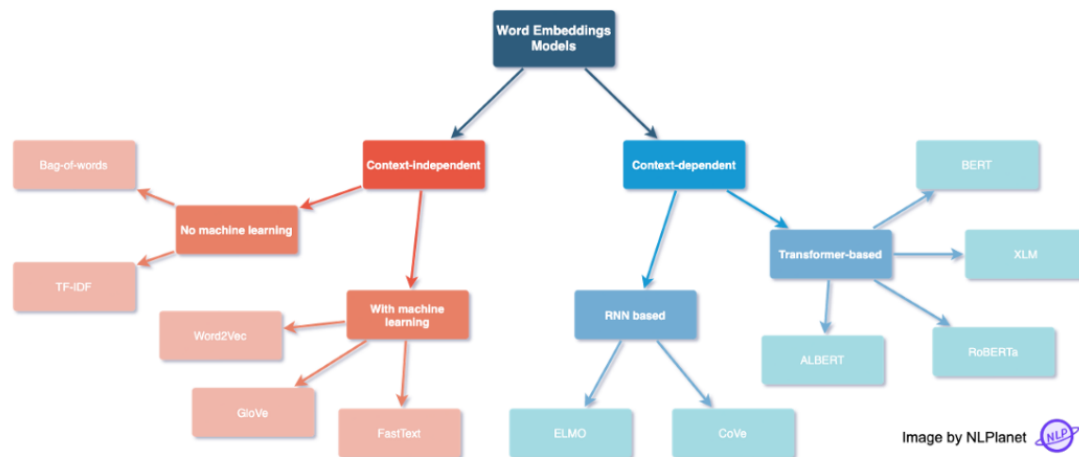 Word Embeddings
Models
Bag-of-words
Context-independent
Context-dependent
BERT
No machine learning
Transformer-based
XLM
TF-IDF
With machine
learning
RNN based
Word2Vec
ALBERT
RoBERTa
GloVe
FastText
ELMO
CoVe
Image by NLPlanet
NLP